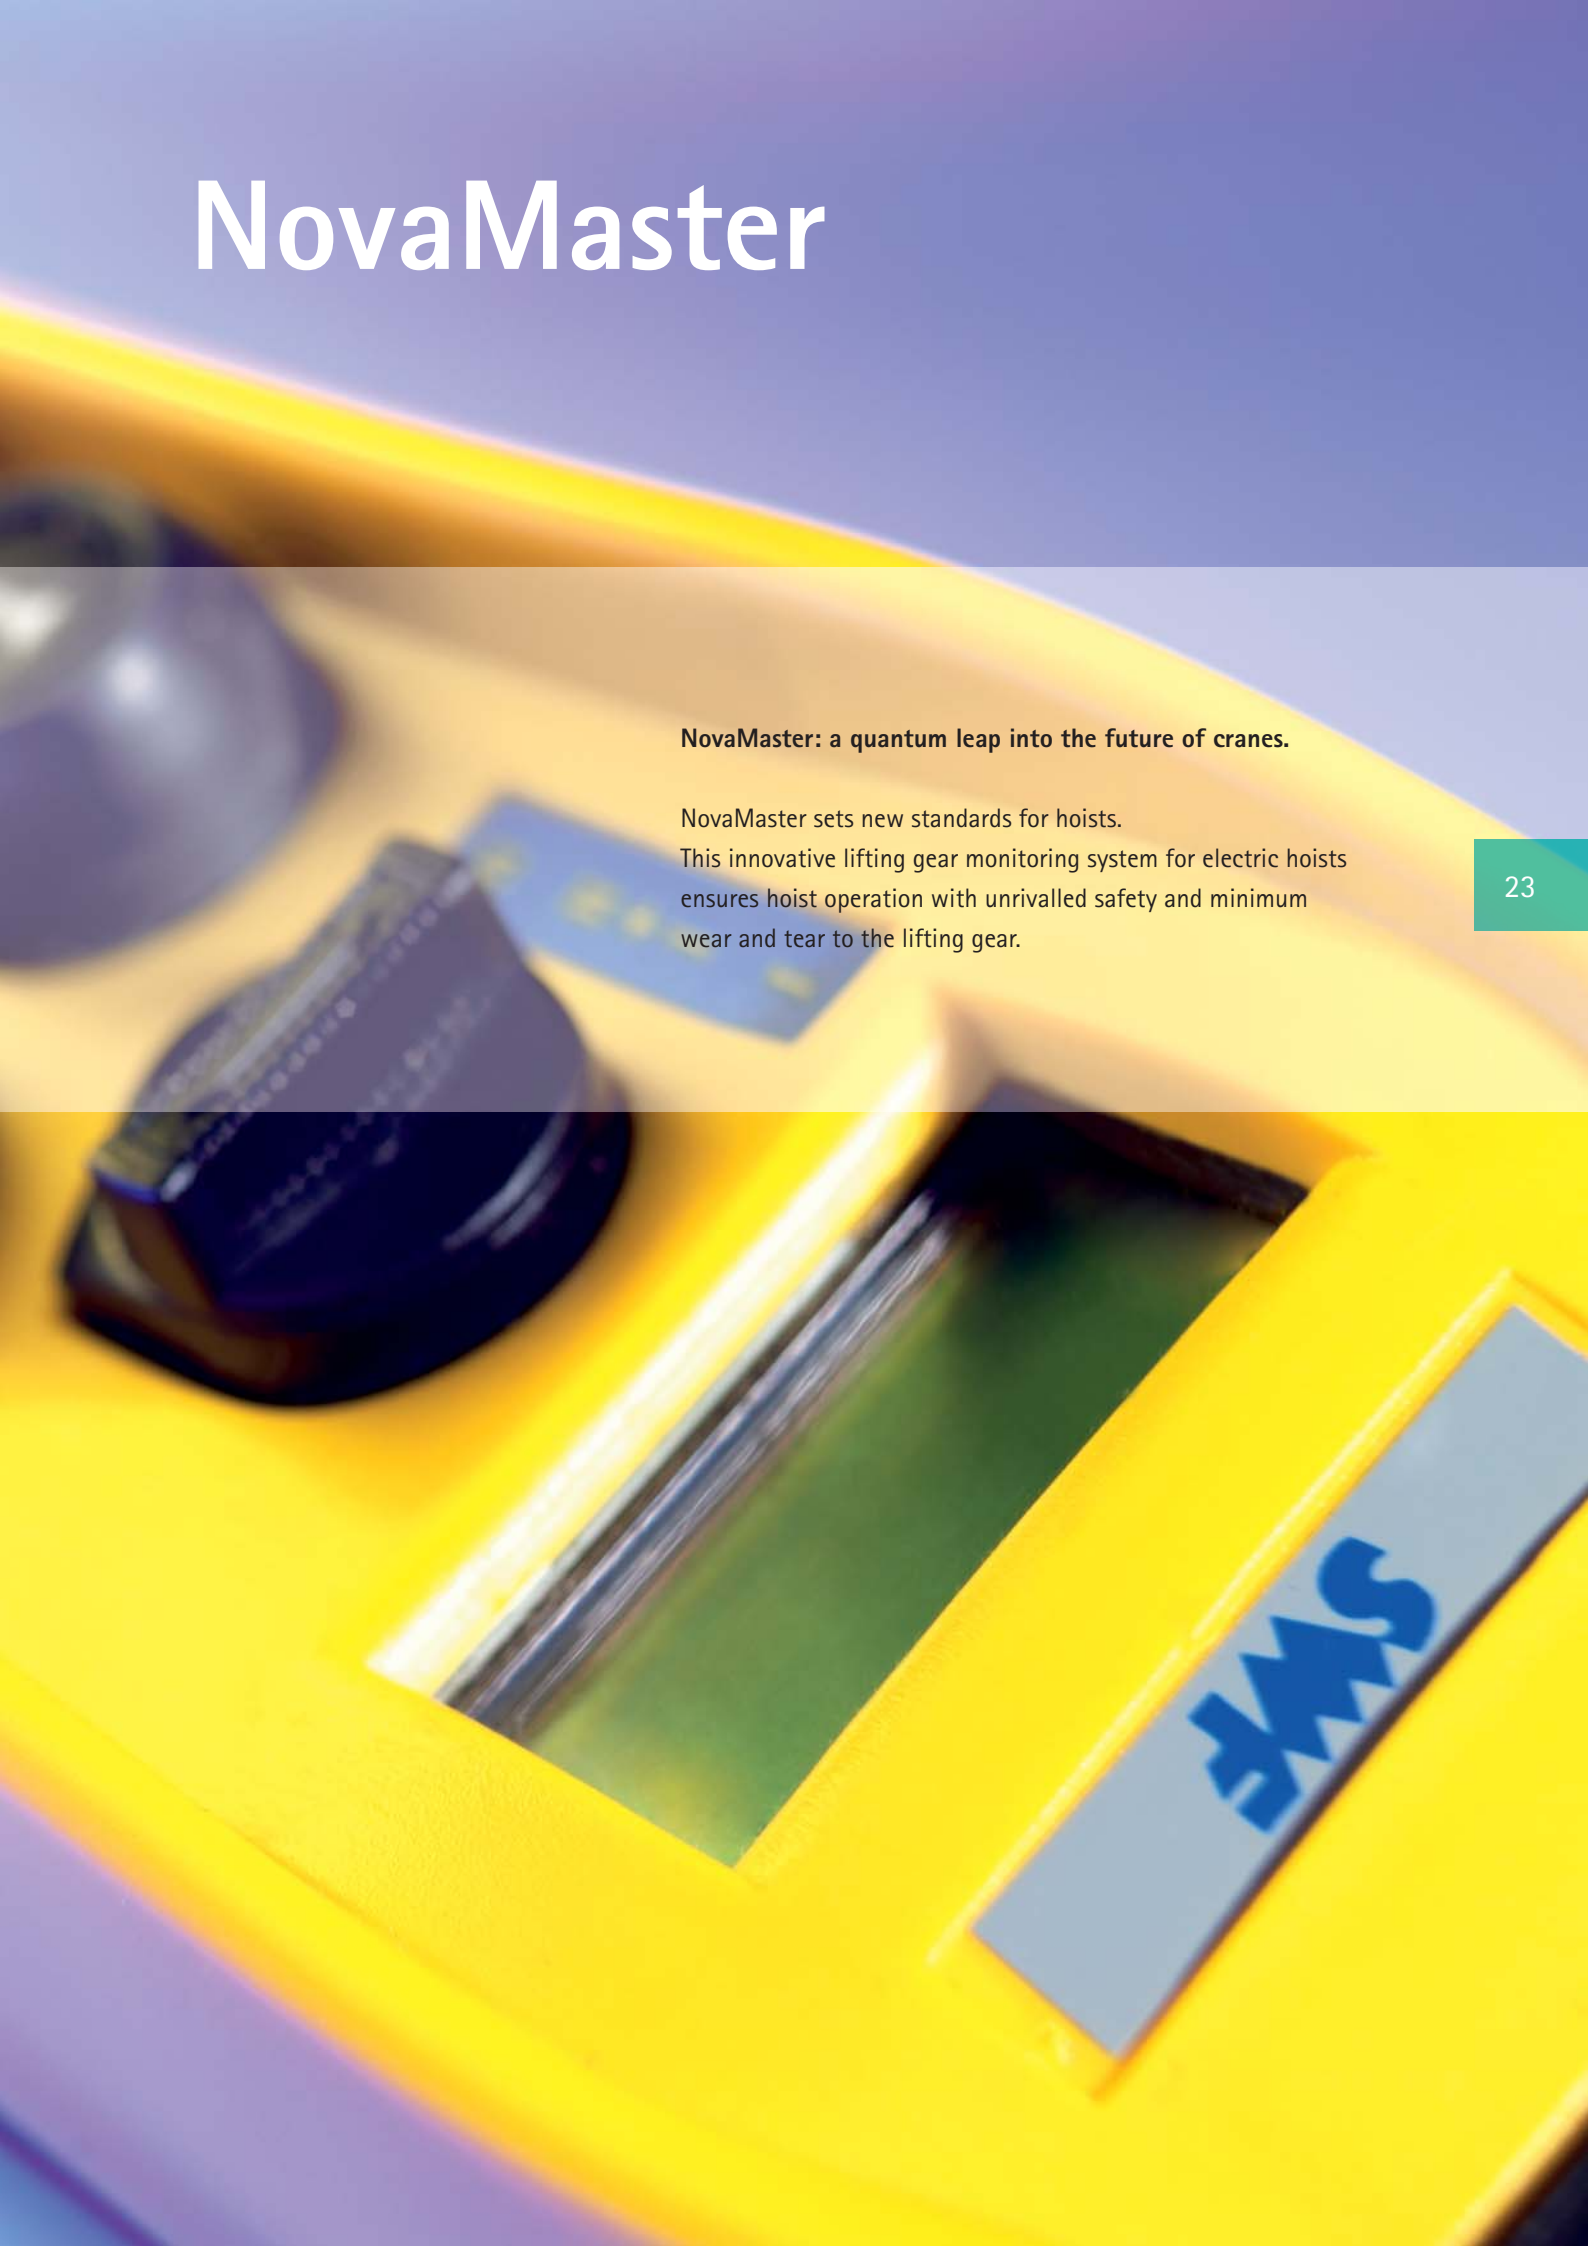 NovaMaster
NovaMaster: a quantum leap into the future of cranes.
NovaMaster sets new standards for hoists.
This innovative lifting gear monitoring system for electric hoists
ensures hoist operation with unrivalled safety and minimum
wear and tear to the lifting gear.
23
SWF